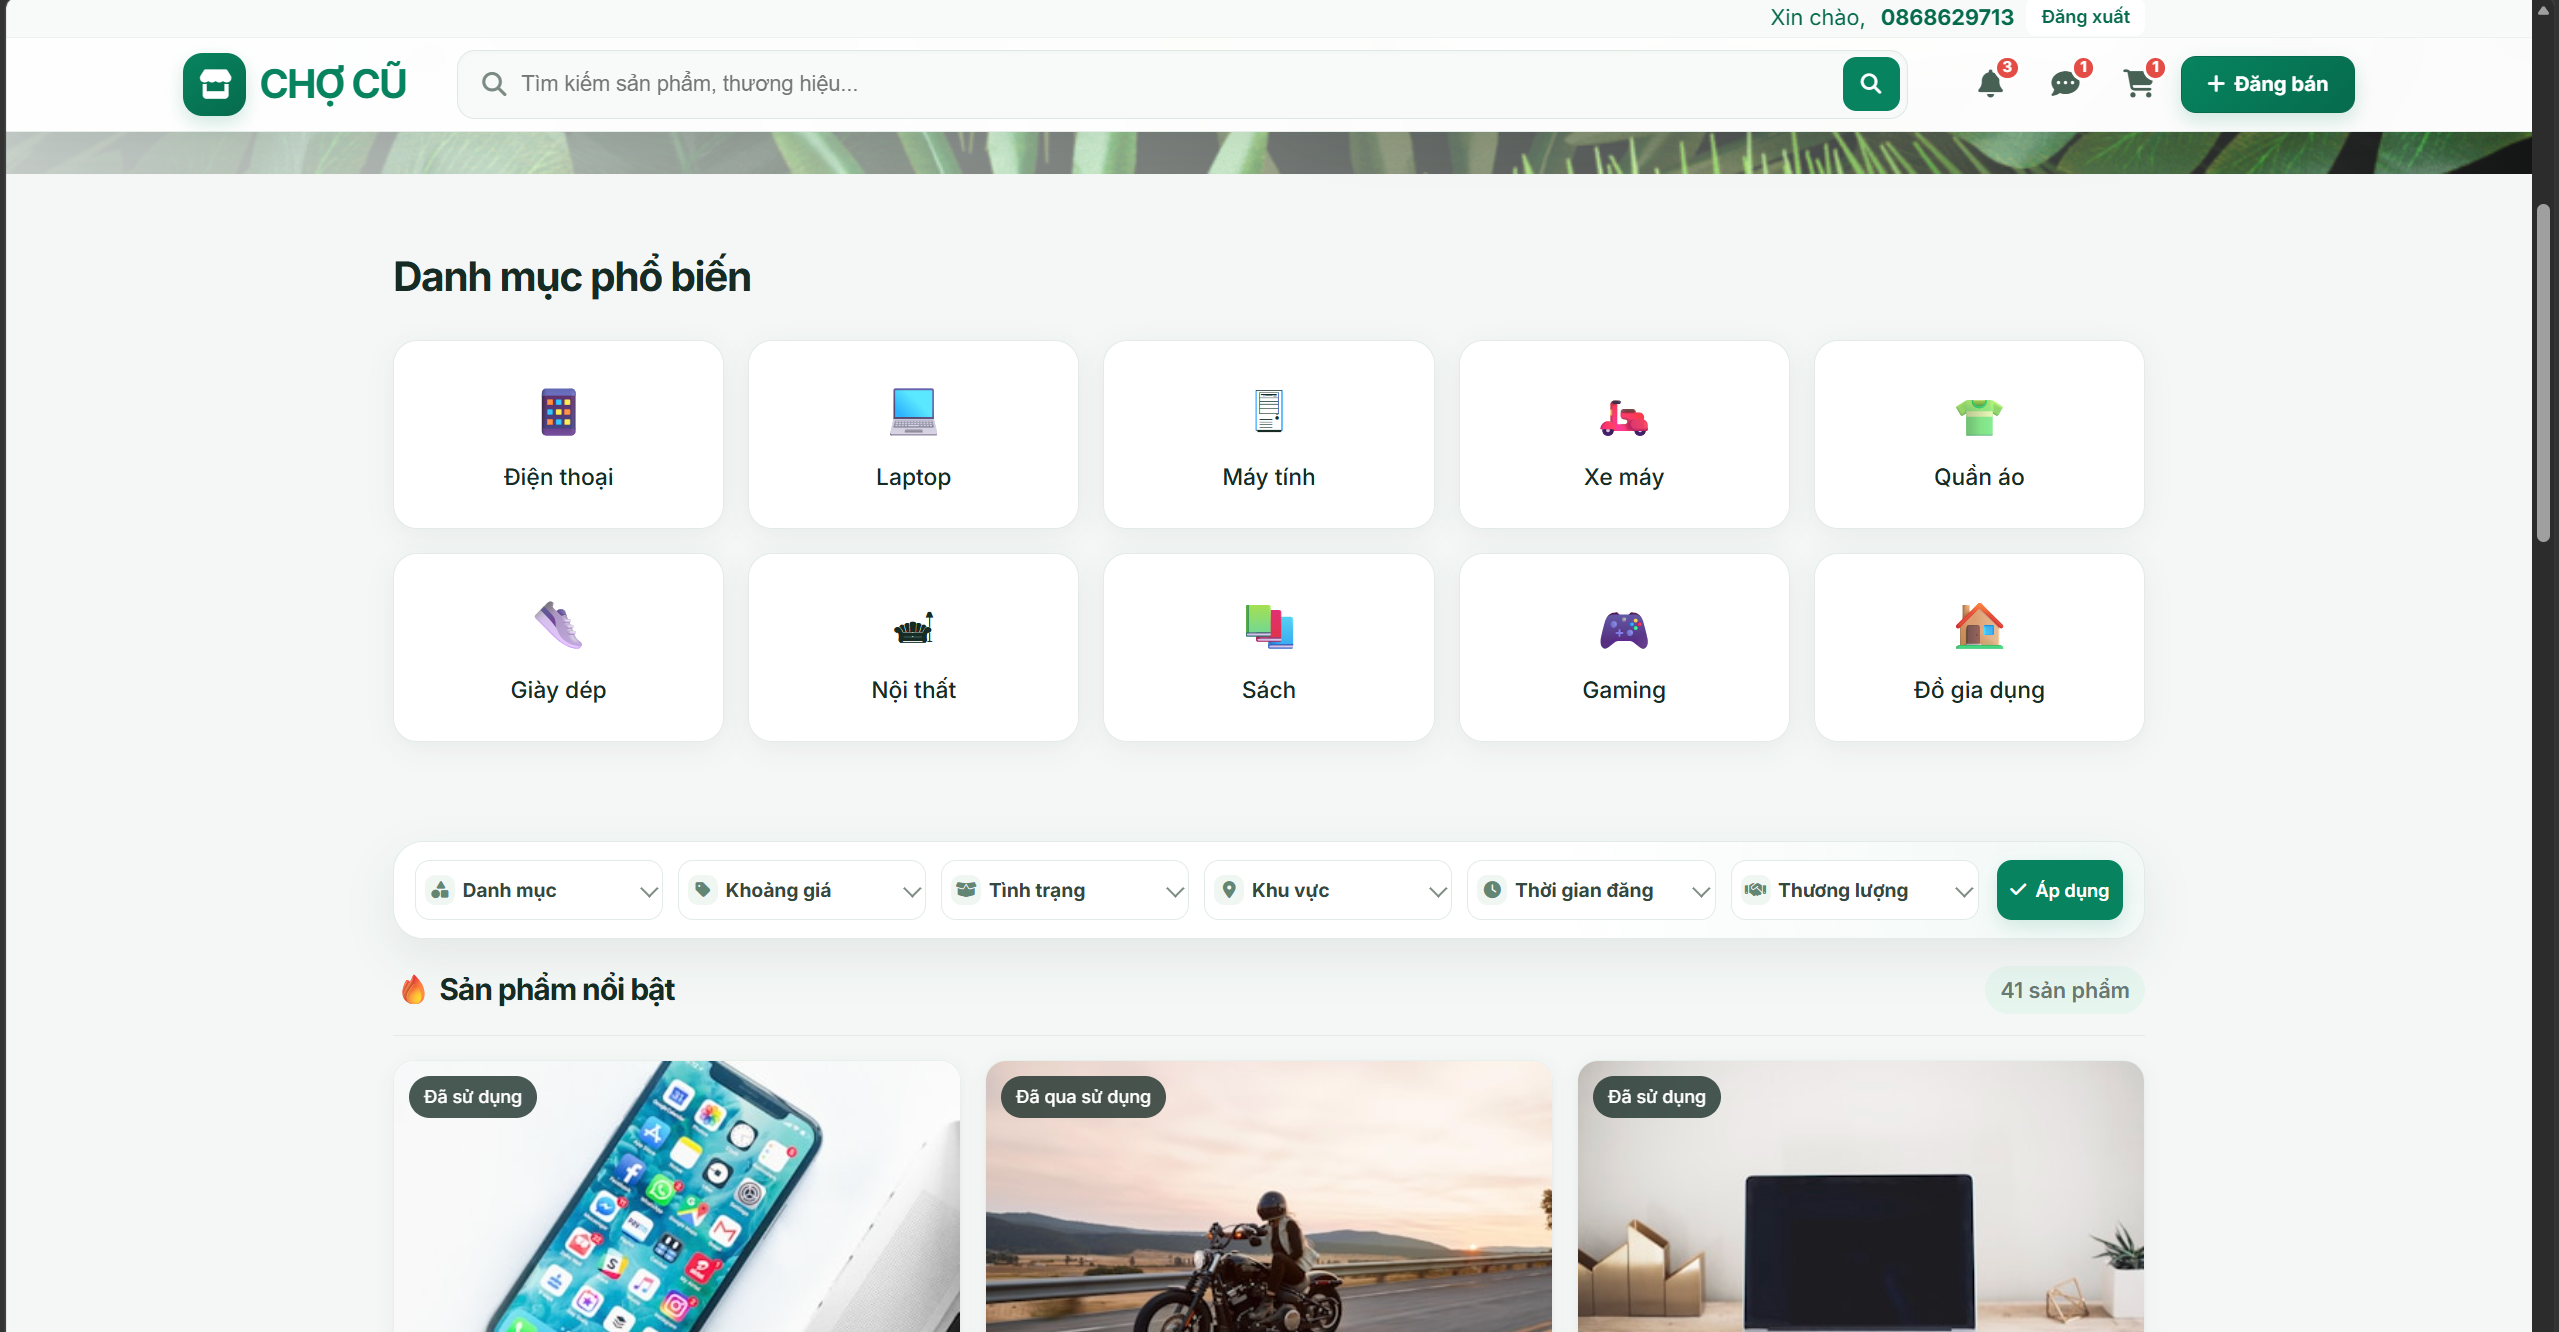 Xin chào, 0868629713 Đăng xuất
CHỢ CŨ
Tìm kiếm sản phẩm, thương hiệu...
3
1
1
+ Đăng bán
Danh mục phổ biến
Điện thoại
Laptop
Máy tính
Xe máy
Quần áo
Giày dép
Nội thất
Sách
Gaming
Đồ gia dụng
Danh mục
Khoảng giá
Tình trạng
Khu vực
Thời gian đăng
Thương lượng
Áp dụng
Sản phẩm nổi bật
41 sản phẩm
Đã sử dụng
Đã qua sử dụng
Đã sử dụng